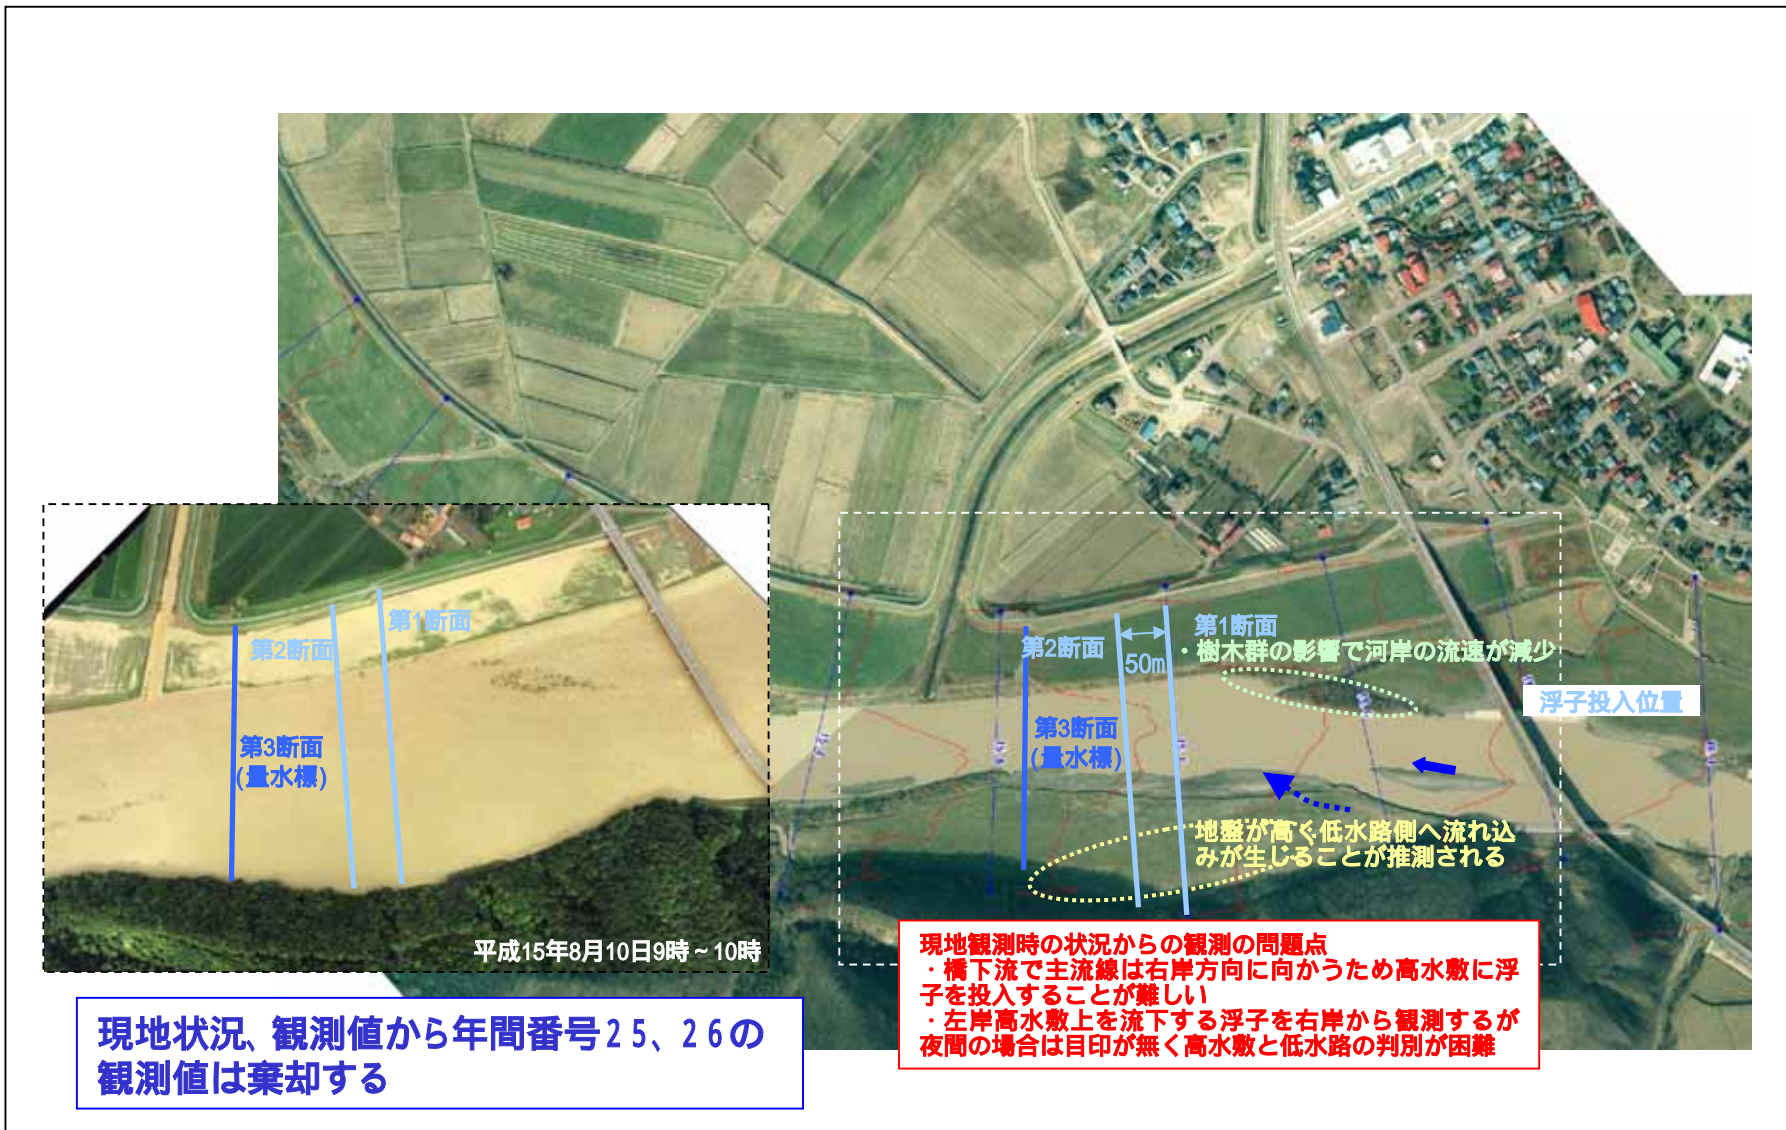 第1断面
第2断面
第3断面
(量水標)
平成15年8月10日9時~10時
第2断面
第1断面
50m
・樹木群の影響で河岸の流速が減少
浮子投入位置
第3断面
(量水標)
地盤が高く低水路側へ流れ込
みが生じることが推測される
現地観測時の状況からの観測の問題点
・橋下流で主流線は右岸方向に向かうため高水敷に浮
子を投入することが難しい
・左岸高水敷上を流下する浮子を右岸から観測するが
夜間の場合は目印が無く高水敷と低水路の判別が困難
現地状況、観測値から年間番号25、26の
観測値は棄却する